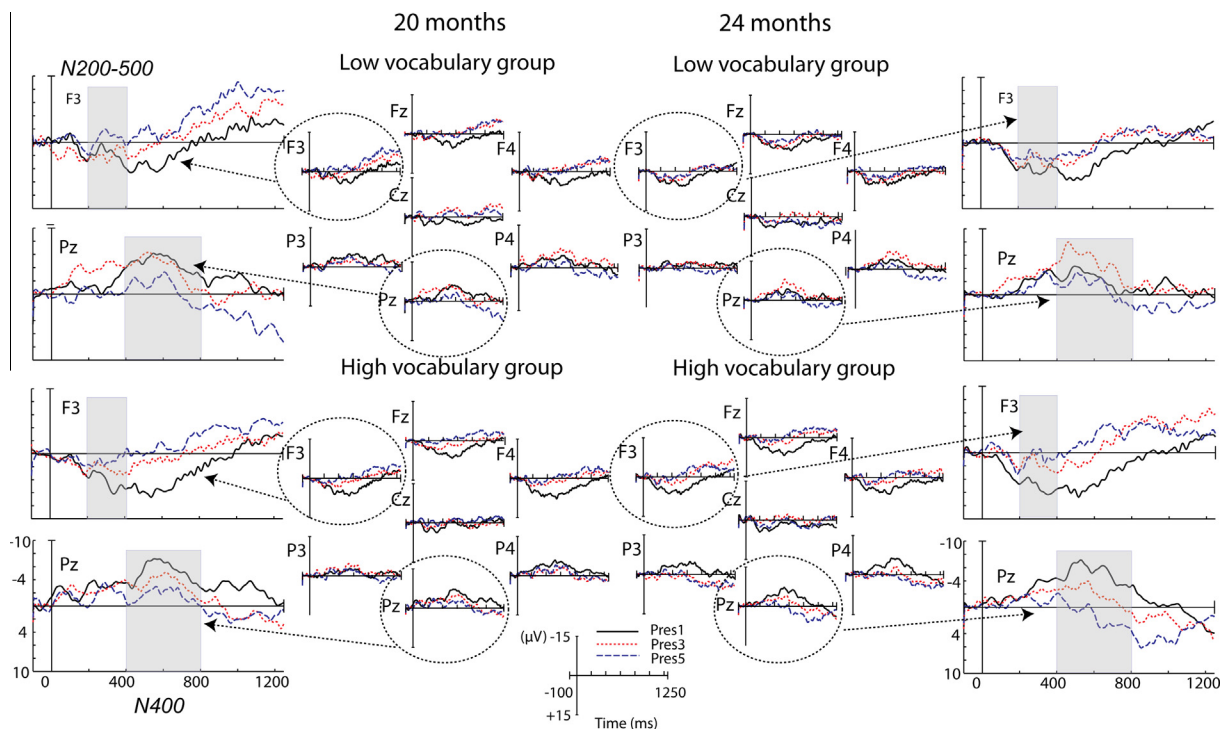 20 months
24 months
N200-500
Low vocabulary group
Low vocabulary group
F3
Fz
Fz
F3
F3
F4
F3
F4
Cz
Cz
Pz
P3
P4
P3
P4
Pz
Pz
Pz
High vocabulary group
High vocabulary group
F3
Fz
Fz
F3
F3
F4
F3
F4
Cz
Cz
-10
Pz
P3
P4
P3
P4
Pz
-10
-4
Pz
Pz
-4
4
4
10
10
(μV) -15
Pres1
Pres3
Pres5
0 400 800 1200
-100 1250
0 400 800 1200
N400
+15
Time (ms)